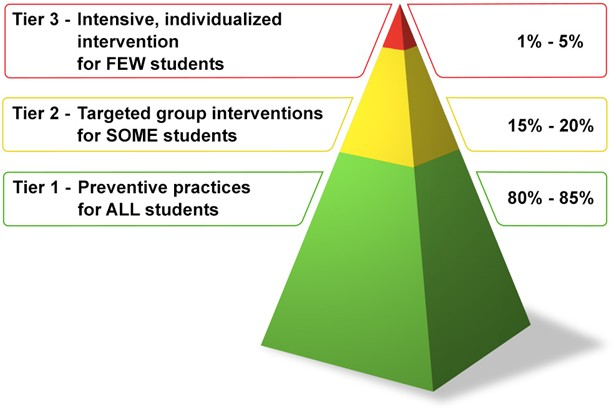 Tier 3 - Intensive, individualized
intervention
for FEW students
1% - 5%
Tier 2 - Targeted group interventions
for SOME students
15% - 20%
Tier 1 - Preventive practices
for ALL students
80% - 85%